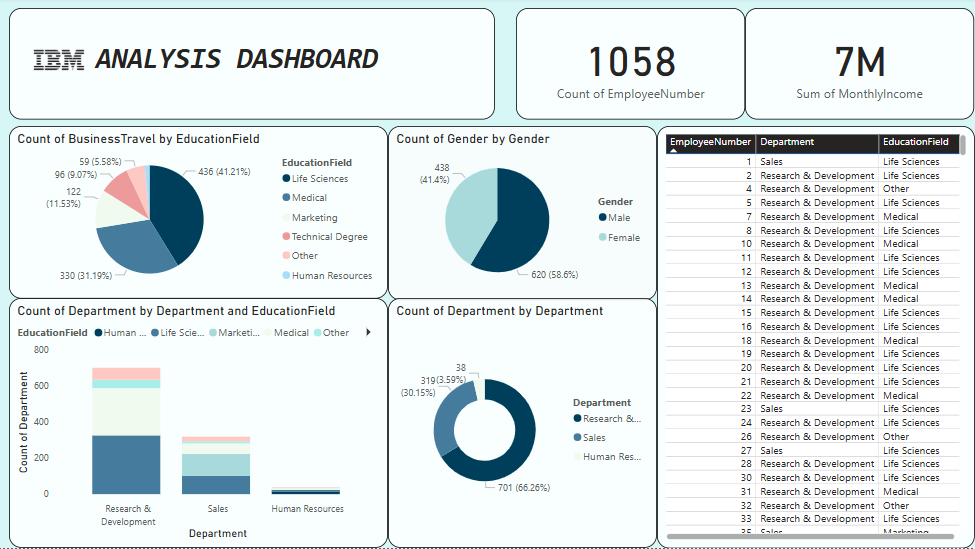 IBM ANALYSIS DASHBOARD
1058
Count of EmployeeNumber
7M
Sum of MonthlyIncome
Count of BusinessTravel by EducationField
59 (5.58%)
96 (9.07%)
122
(11.53%)
330 (31.19%)
436 (41.21%)
EducationField
Life Sciences
Medical
Marketing
Technical Degree
Other
Human Resources
Count of Gender by Gender
438
(41.4%)
620 (58.6%)
Gender
Male
Female
Count of Department by Department and EducationField
EducationField Human ... Life Scie... Marketi... Medical Other
800
600
400
200
0
Count of Department
Research &
Development
Sales
Human Resources
Department
Count of Department by Department
38
(3.59%)
319
(30.15%)
701 (66.26%)
Department
Research &...
Sales
Human Res...
EmployeeNumber Department EducationField
1 Sales Life Sciences
2 Research & Development Life Sciences
4 Research & Development Other
5 Research & Development Life Sciences
7 Research & Development Medical
8 Research & Development Life Sciences
10 Research & Development Medical
11 Research & Development Life Sciences
12 Research & Development Life Sciences
13 Research & Development Medical
14 Research & Development Medical
15 Research & Development Life Sciences
16 Research & Development Life Sciences
18 Research & Development Medical
19 Research & Development Life Sciences
20 Research & Development Life Sciences
21 Research & Development Life Sciences
22 Research & Development Medical
23 Sales Life Sciences
24 Research & Development Life Sciences
26 Research & Development Other
27 Sales Life Sciences
28 Research & Development Life Sciences
30 Research & Development Life Sciences
31 Research & Development Medical
32 Research & Development Other
33 Research & Development Life Sciences
35 Sales Marketing